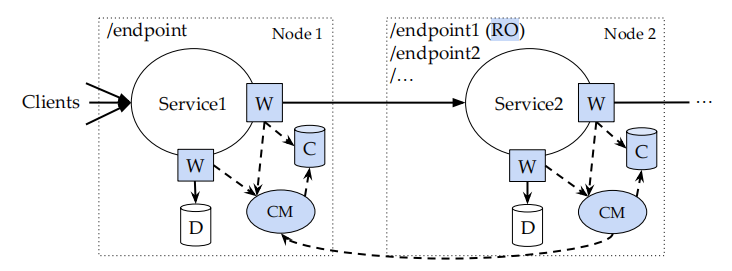 /endpoint
Node 1
Clients
Service1
W
W
C
D
CM
/endpoint1 (RO)
Node 2
/endpoint2
/...
Service2
W
...
W
C
D
CM